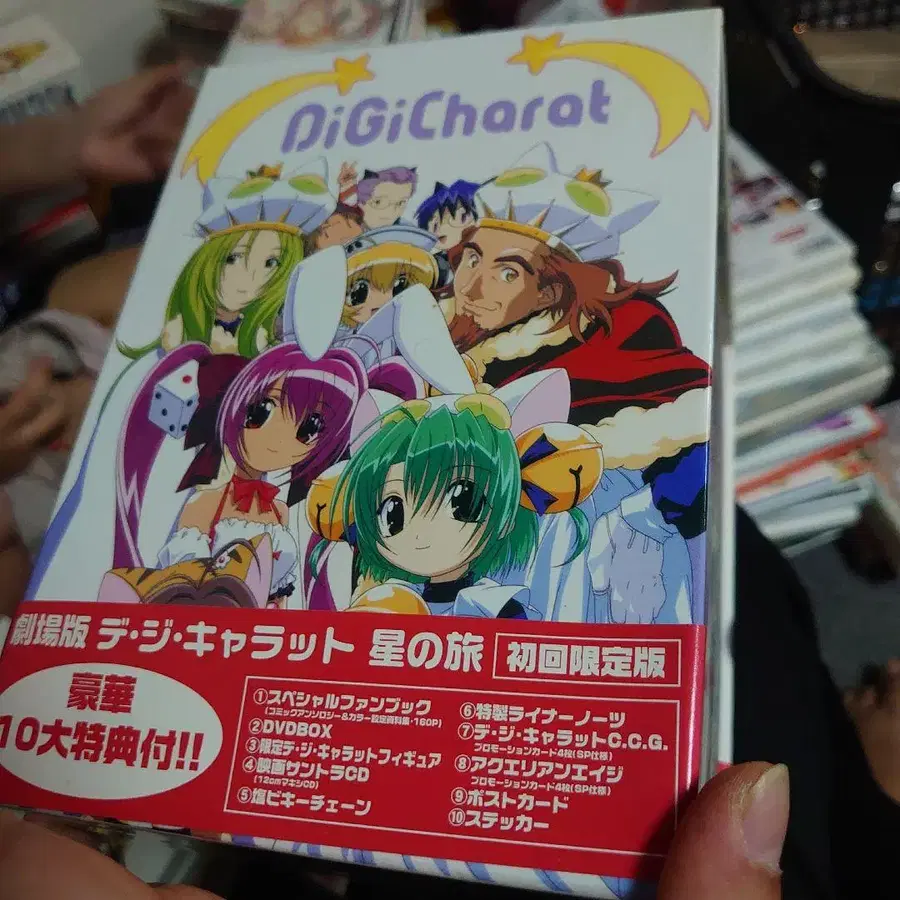 DiGiCharat
劇場版 デ・ジ・キャラット 星の旅 初回限定版
豪華
10大特典付!!
①スペシャルファンブック
(コミックアンソロジー&カラー設定資料集・160P)
②DVDBOX
③限定デ・ジ・キャラットフィギュア
④映画サントラCD
(12cmマキシCD)
⑤塩ビキーチェーン
⑥特製ライナーノーツ
⑦デ・ジ・キャラットC.C.G.
プロモーションカード4枚(SP仕様)
⑧アクエリアンエイジ
プロモーションカード4枚(SP仕様)
⑨ポストカード
⑩ステッカー